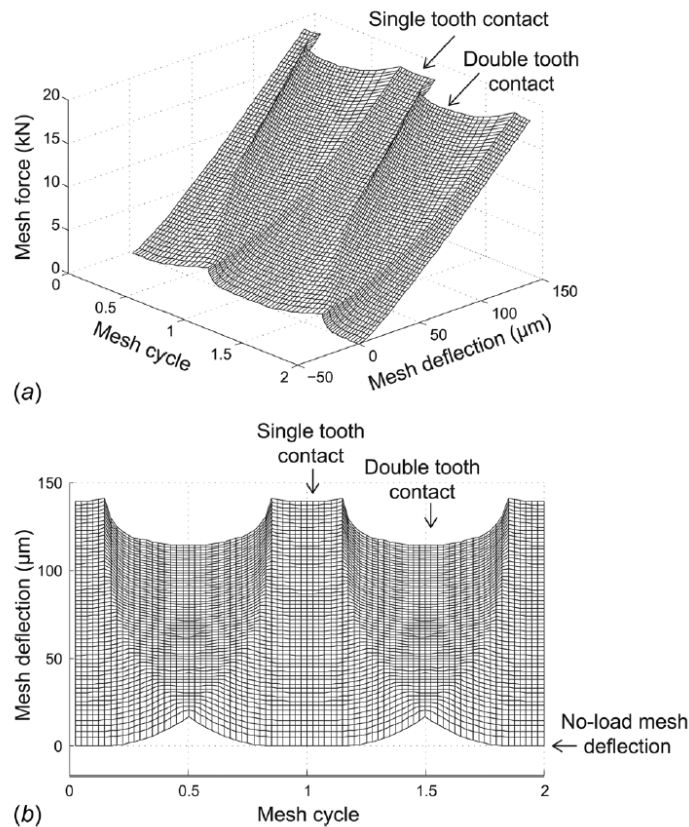 Single tooth contact
Double tooth
contact
20
15
10
5
0
Mesh force (kN)
0
0.5
1
1.5
2
Mesh cycle
−50
0
50
100
150
Mesh deflection (μm)
(a)
Single tooth
contact
Double tooth
contact
150
100
50
0
Mesh deflection (μm)
No-load mesh
deflection
0
0.5
1
1.5
2
Mesh cycle
(b)